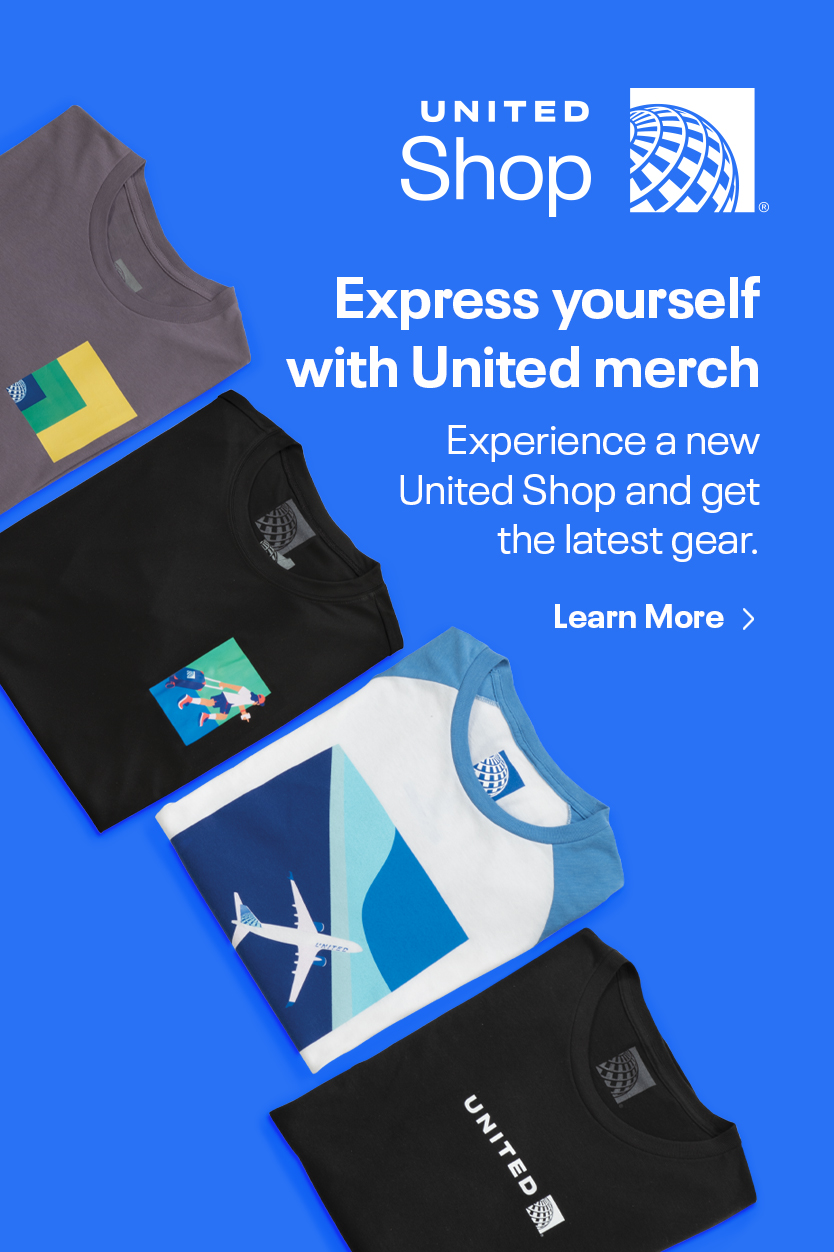 UNITED
Shop
®
Express yourself
with United merch
Experience a new
United Shop and get
the latest gear.
Learn More >
UNITED
UNITED